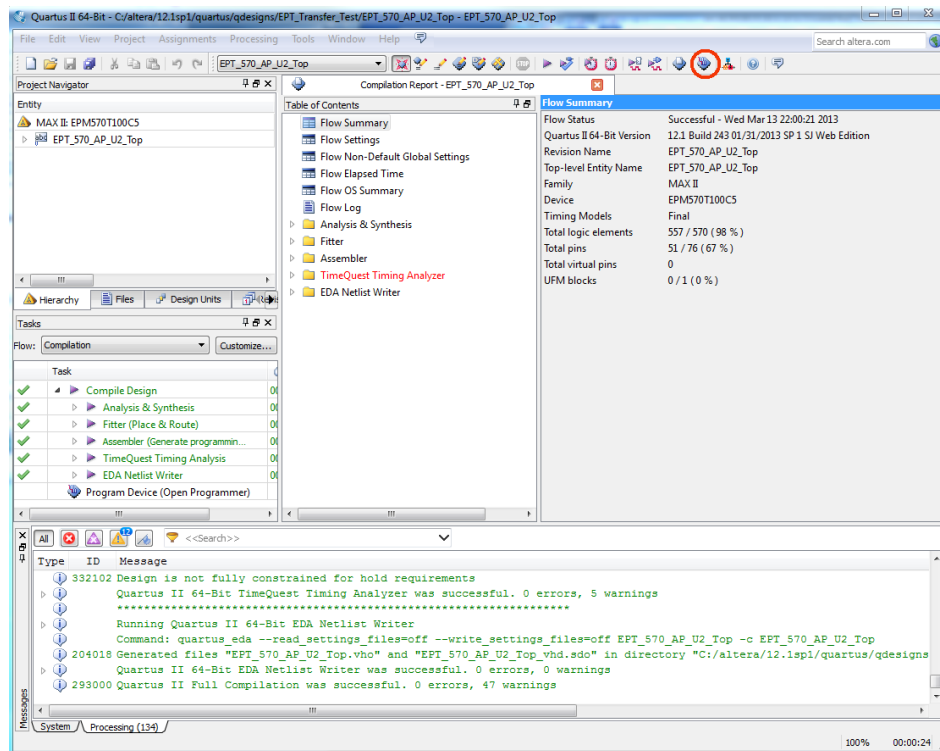 Quartus II 64-Bit - C:/altera/12.1sp1/quartus/qdesigns/EPT_Transfer_Test/EPT_570_AP_U2_Top - EPT_570_AP_U2_Top
File Edit View Project Assignments Processing Tools Window Help
Search altera.com
EPT_570_AP_U2_Top
Project Navigator
Entity
MAX II: EPM570T100C5
EPT_570_AP_U2_Top
Hierarchy
Files
Design Units
Tasks
Flow: Compilation
Customize...
Task
Compile Design 00
Analysis & Synthesis 00
Fitter (Place & Route) 00
Assembler (Generate programmin... 00
TimeQuest Timing Analysis 00
EDA Netlist Writer 00
Program Device (Open Programmer)
Compilation Report - EPT_570_AP_U2_Top
Table of Contents
Flow Summary
Flow Settings
Flow Non-Default Global Settings
Flow Elapsed Time
Flow OS Summary
Flow Log
Analysis & Synthesis
Fitter
Assembler
TimeQuest Timing Analyzer
EDA Netlist Writer
Flow Summary
Flow Status Successful - Wed Mar 13 22:00:21 2013
Quartus II 64-Bit Version 12.1 Build 243 01/31/2013 SP 1 SJ Web Edition
Revision Name EPT_570_AP_U2_Top
Top-level Entity Name EPT_570_AP_U2_Top
Family MAX II
Device EPM570T100C5
Timing Models Final
Total logic elements 557 / 570 ( 98 % )
Total pins 51 / 76 ( 67 % )
Total virtual pins 0
UFM blocks 0 / 1 ( 0 % )
All
12
<<Search>>
Type ID Message
332102 Design is not fully constrained for hold requirements
Quartus II 64-Bit TimeQuest Timing Analyzer was successful. 0 errors, 5 warnings
*******************************************************************
Running Quartus II 64-Bit EDA Netlist Writer
Command: quartus_eda --read_settings_files=off --write_settings_files=off EPT_570_AP_U2_Top -c EPT_570_AP_U2_Top
204018 Generated files "EPT_570_AP_U2_Top.vho" and "EPT_570_AP_U2_Top_vhd.sdo" in directory "C:/altera/12.1sp1/quartus/qdesigns
Quartus II 64-Bit EDA Netlist Writer was successful. 0 errors, 0 warnings
293000 Quartus II Full Compilation was successful. 0 errors, 47 warnings
Messages
System
Processing (134)
100% 00:00:24